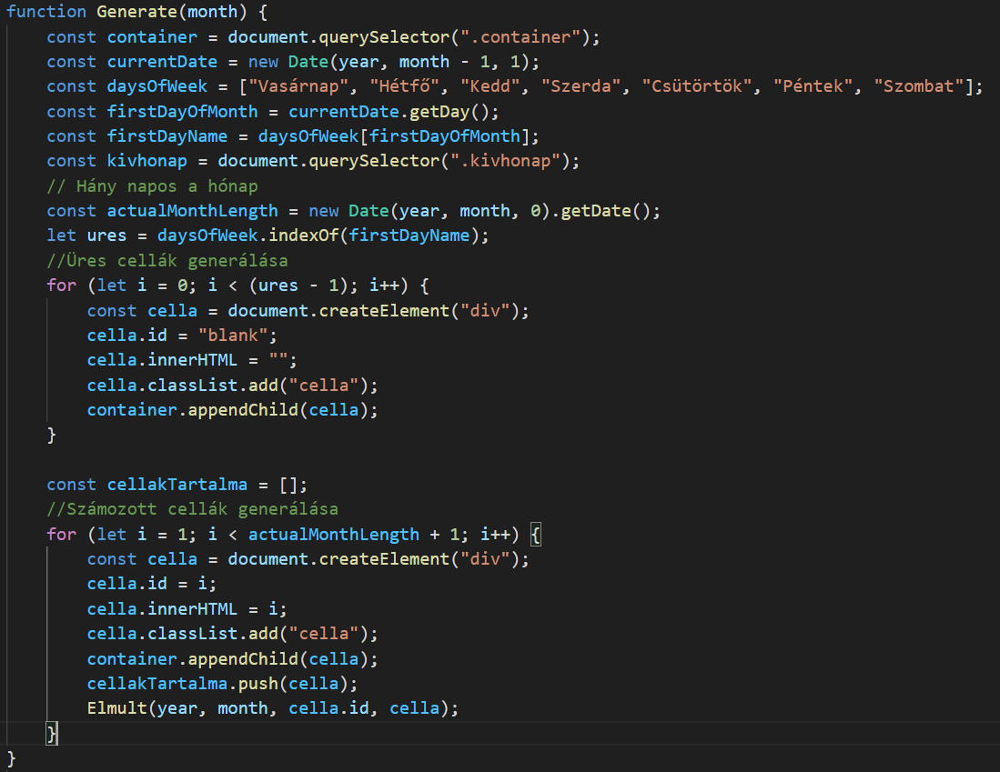 function Generate(month) {
    const container = document.querySelector(".container");
    const currentDate = new Date(year, month - 1, 1);
    const daysOfWeek = ["Vasárnap", "Hétfő", "Kedd", "Szerda", "Csütörtök", "Péntek", "Szombat"];
    const firstDayOfMonth = currentDate.getDay();
    const firstDayName = daysOfWeek[firstDayOfMonth];
    const kivhonap = document.querySelector(".kivhonap");
    // Hány napos a hónap
    const actualMonthLength = new Date(year, month, 0).getDate();
    let ures = daysOfWeek.indexOf(firstDayName);
    //Üres cellák generálása
    for (let i = 0; i < (ures - 1); i++) {
        const cella = document.createElement("div");
        cella.id = "blank";
        cella.innerHTML = "";
        cella.classList.add("cella");
        container.appendChild(cella);
    }

    const cellakTartalma = [];
    //Számozott cellák generálása
    for (let i = 1; i < actualMonthLength + 1; i++) {
        const cella = document.createElement("div");
        cella.id = i;
        cella.innerHTML = i;
        cella.classList.add("cella");
        container.appendChild(cella);
        cellakTartalma.push(cella);
        Elmult(year, month, cella.id, cella);
    }
}